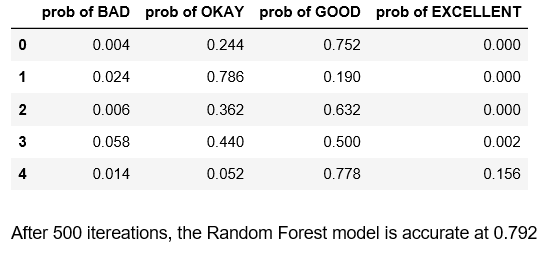 prob of BAD prob of OKAY prob of GOOD prob of EXCELLENT
0 0.004 0.244 0.752 0.000
1 0.024 0.786 0.190 0.000
2 0.006 0.362 0.632 0.000
3 0.058 0.440 0.500 0.002
4 0.014 0.052 0.778 0.156
After 500 itereations, the Random Forest model is accurate at 0.792